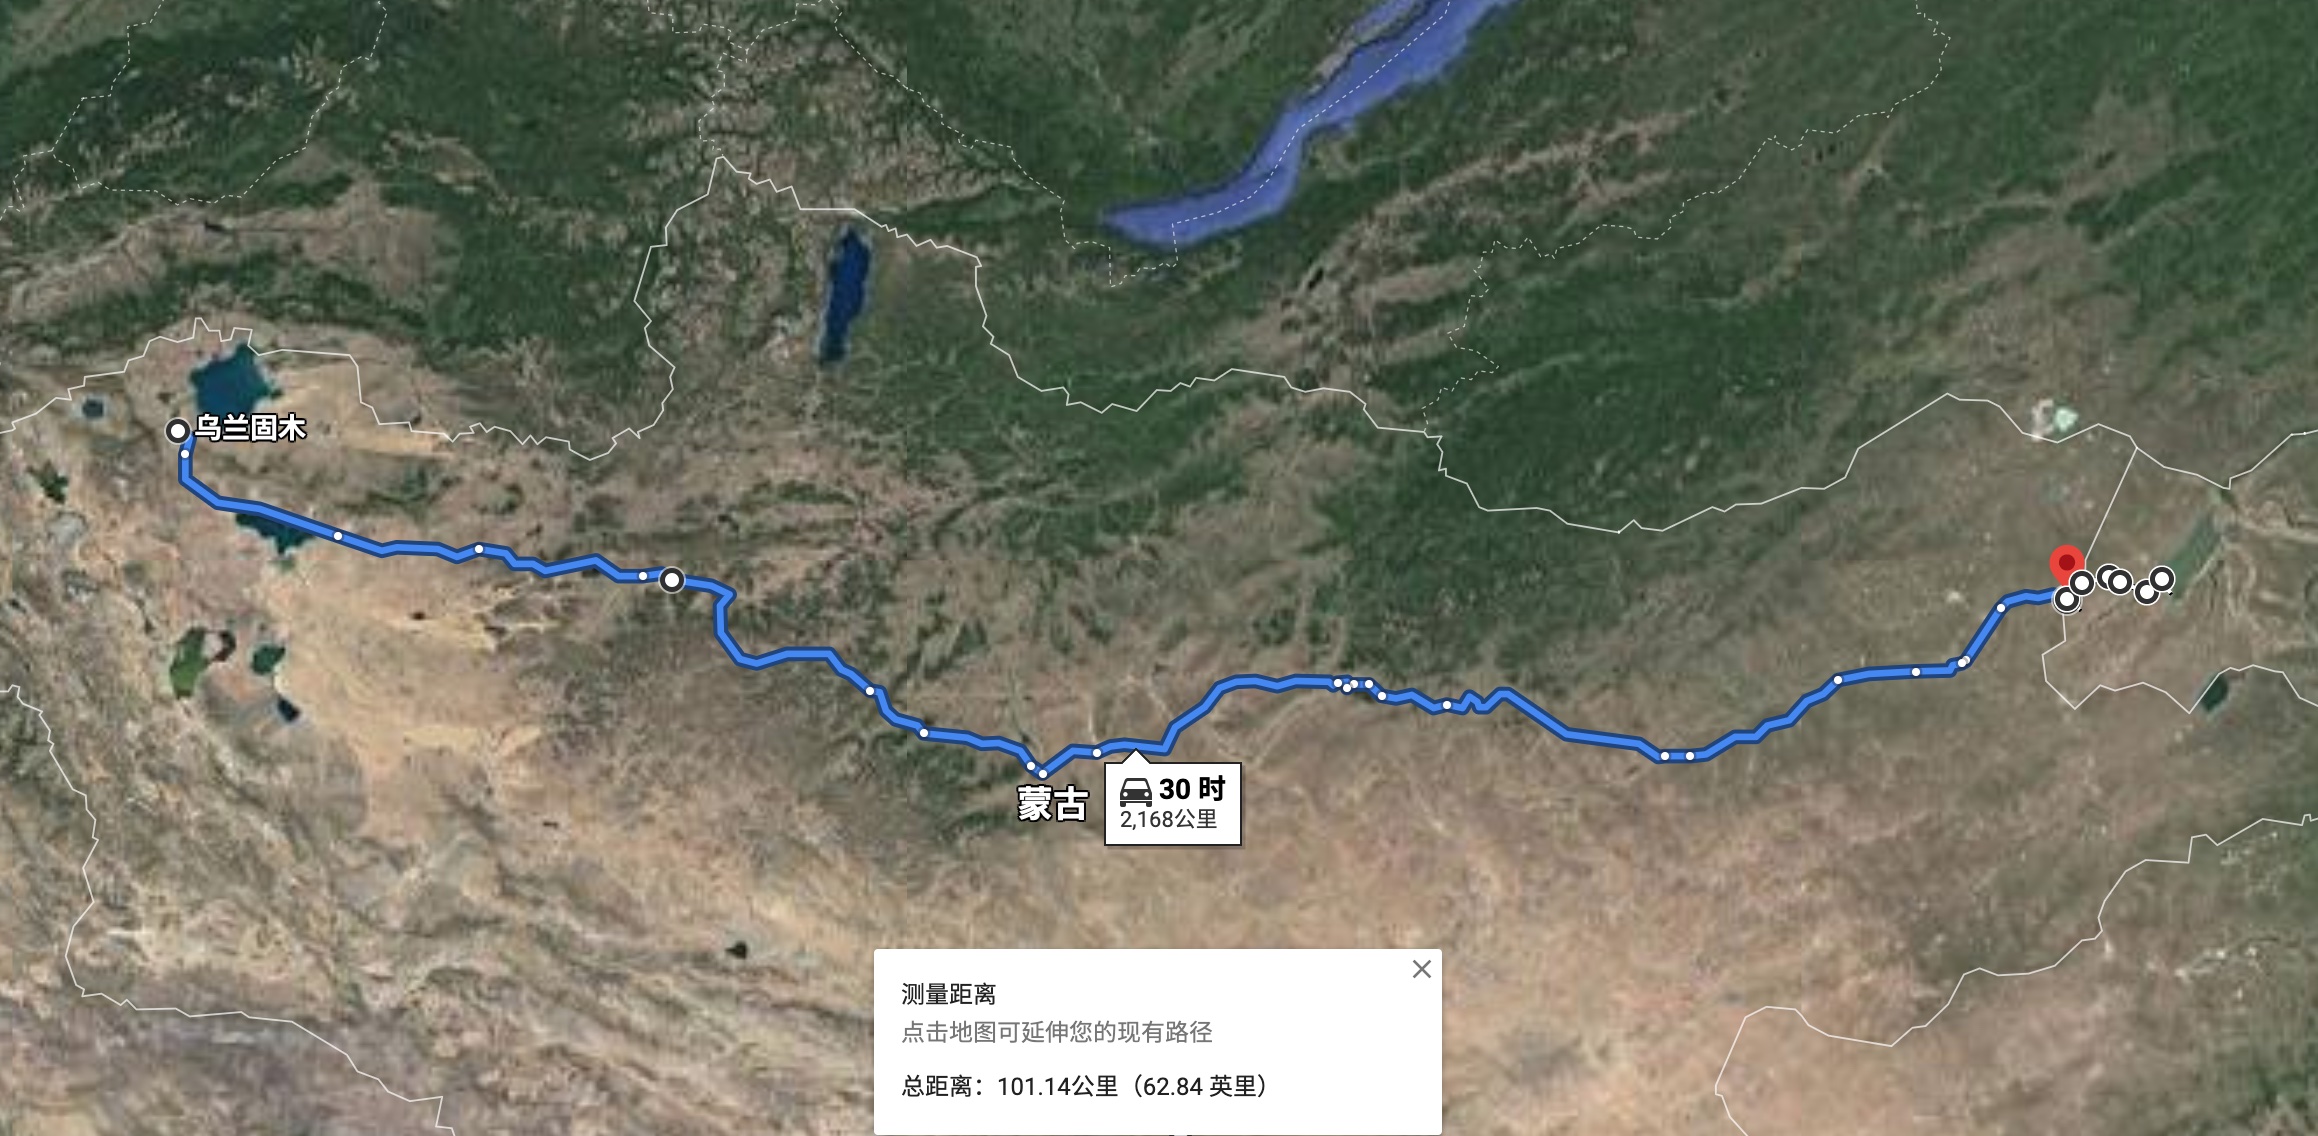 乌兰固木
30 时
2,168公里
蒙古
测量距离
点击地图可延伸您的现有路径
总距离：101.14公里（62.84 英里）